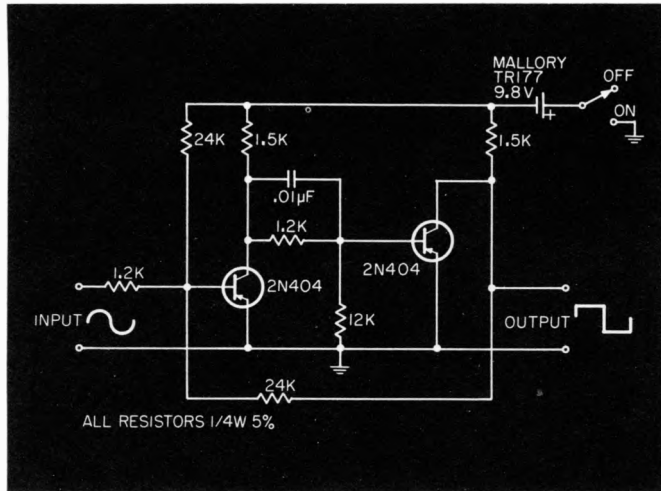 MALLORY
TR177
9.8V
OFF
ON
24K
1.5K
1.5K
.01µF
1.2K
2N404
1.2K
2N404
INPUT
12K
OUTPUT
24K
ALL RESISTORS 1/4W 5%